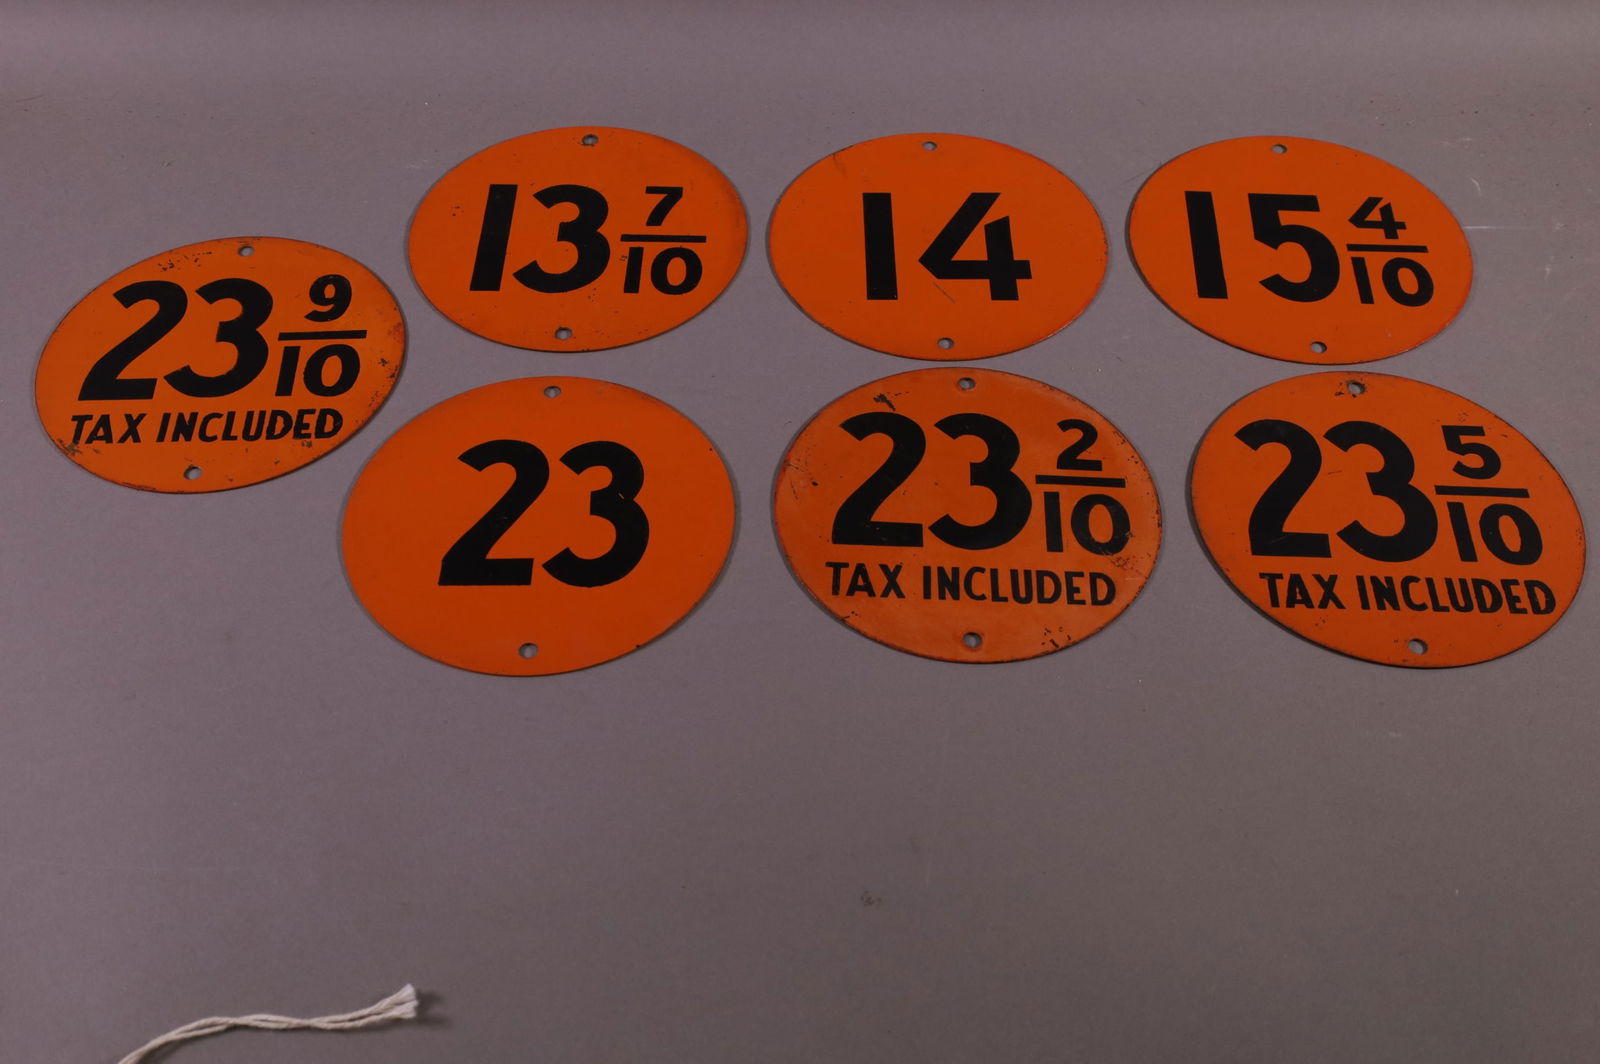 13 7/10
14
15 4/10
23 9/10
TAX INCLUDED
23
23 2/10
TAX INCLUDED
23 5/10
TAX INCLUDED